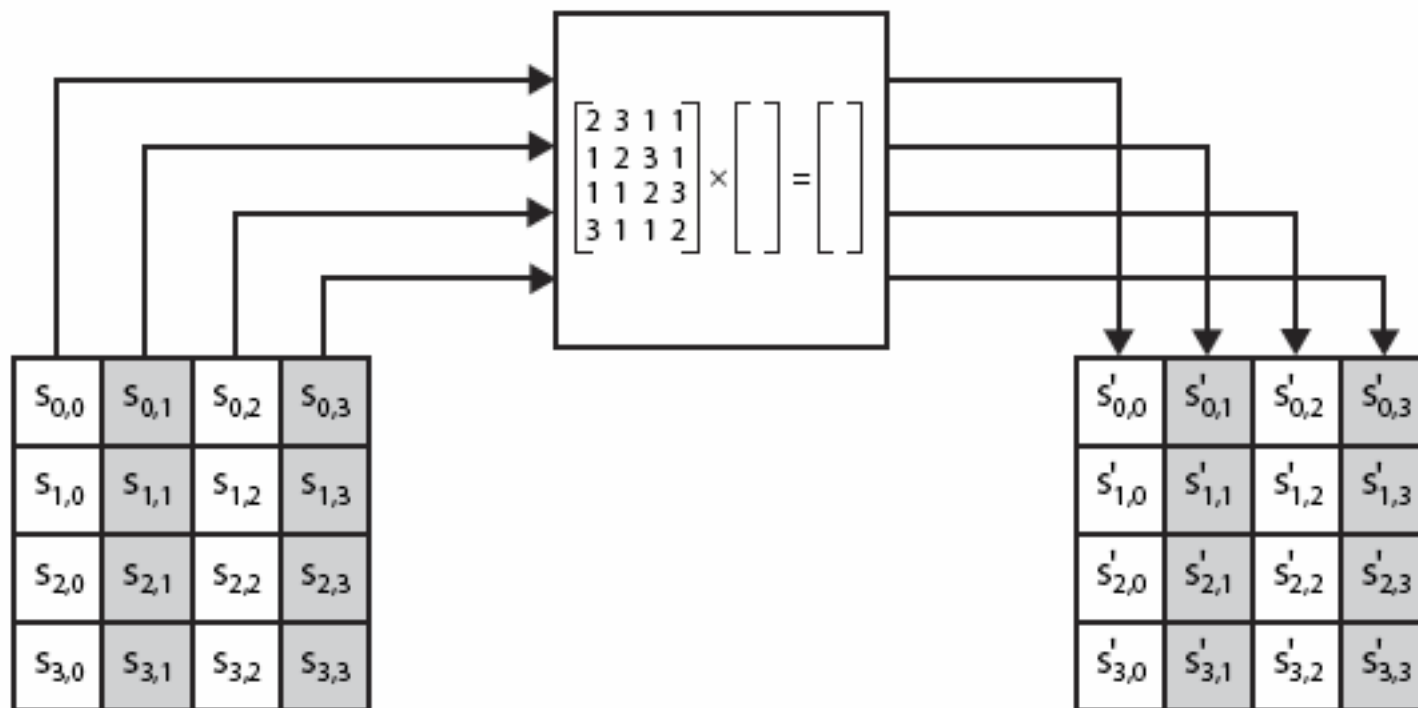 2 3 1 1
1 2 3 1
1 1 2 3
3 1 1 2
× =
S0,0 S0,1 S0,2 S0,3
S1,0 S1,1 S1,2 S1,3
S2,0 S2,1 S2,2 S2,3
S3,0 S3,1 S3,2 S3,3
S'0,0 S'0,1 S'0,2 S'0,3
S'1,0 S'1,1 S'1,2 S'1,3
S'2,0 S'2,1 S'2,2 S'2,3
S'3,0 S'3,1 S'3,2 S'3,3